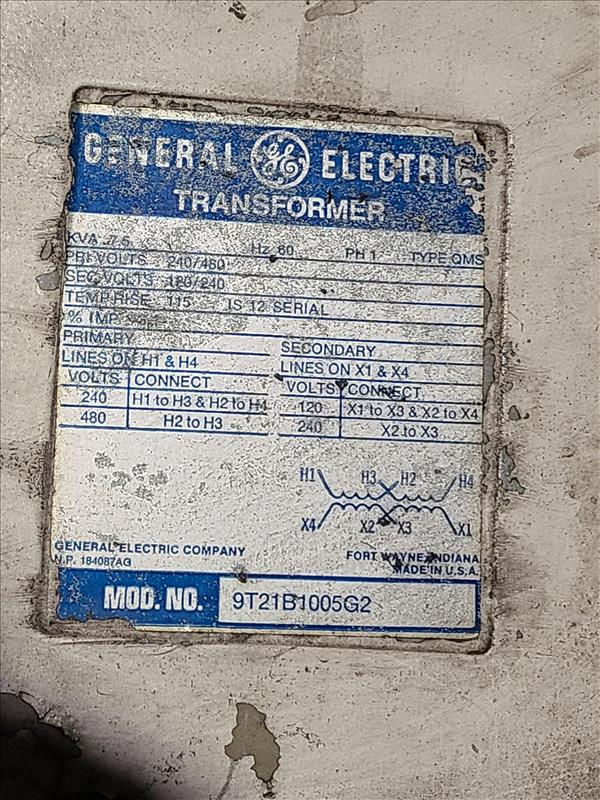 GENERAL GE ELECTRIC
TRANSFORMER
KVA 7.5 Hz 60 PH 1 TYPE QMS
PRI VOLTS 240/480
SEC VOLTS 120/240
TEMP RISE 115 IS 12 SERIAL
% IMP
PRIMARY
LINES ON H1 & H4
VOLTS CONNECT
240 H1 to H3 & H2 to H4
480 H2 to H3
SECONDARY
LINES ON X1 & X4
VOLTS CONNECT
120 X1 to X3 & X2 to X4
240 X2 to X3
H1 H3 H2 H4
X4 X2 X3 X1
GENERAL ELECTRIC COMPANY
N.P. 184087AG
FORT WAYNE, INDIANA
MADE IN U.S.A.
MOD. NO. 9T21B1005G2